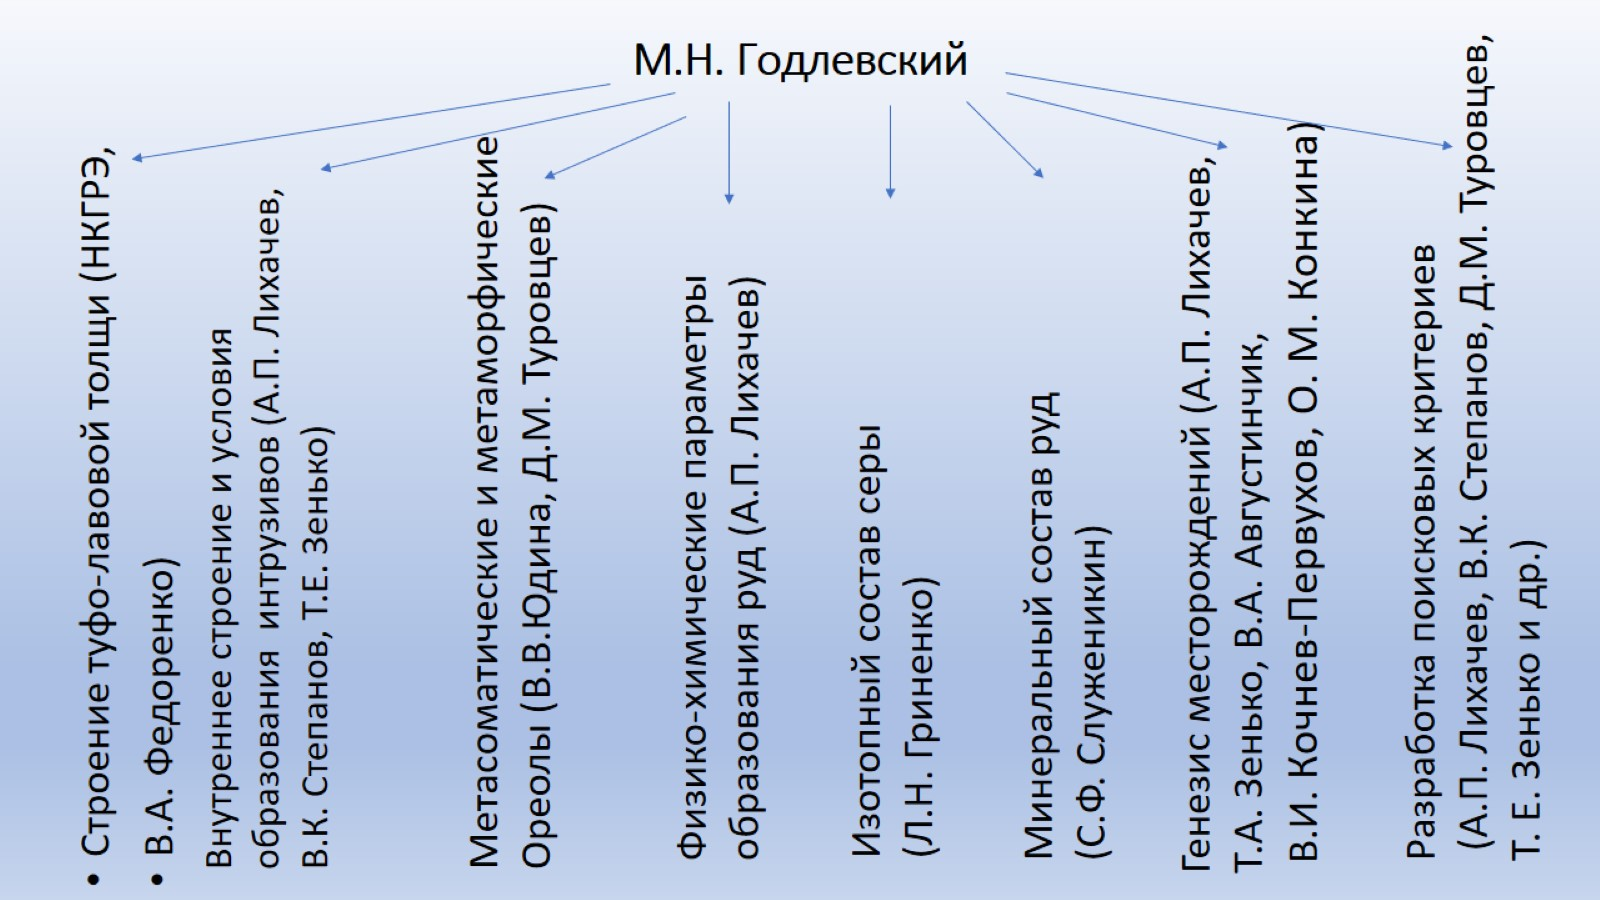 М.Н. Годлевский
• Строение туфо-лавовой толщи (НКГРЭ,
• В.А. Федоренко)
Внутреннее строение и условия
образования интрузивов (А.П. Лихачев,
В.К. Степанов, Т.Е. Зенько)
Метасоматические и метаморфические
Ореолы (В.В.Юдина, Д.М. Туровцев)
Физико-химические параметры
образования руд (А.П. Лихачев)
Изотопный состав серы
(Л.Н. Гриненко)
Минеральный состав руд
(С.Ф. Служеникин)
Генезис месторождений (А.П. Лихачев,
Т.А. Зенько, В.А. Августинчик,
В.И. Кочнев-Первухов, О. М. Конкина)
Разработка поисковых критериев
(А.П. Лихачев, В.К. Степанов, Д.М. Туровцев,
Т. Е. Зенько и др.)